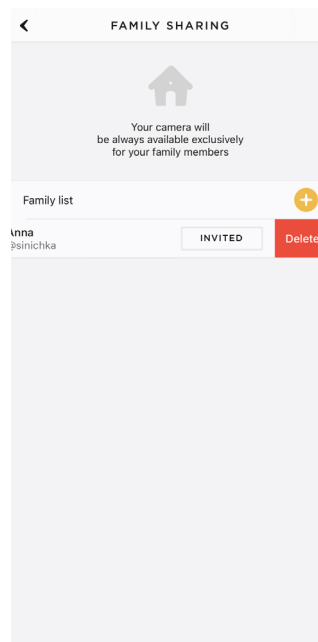 FAMILY SHARING
Your camera will
be always available exclusively
for your family members
Family list
Anna
@sinichka
INVITED
Delete